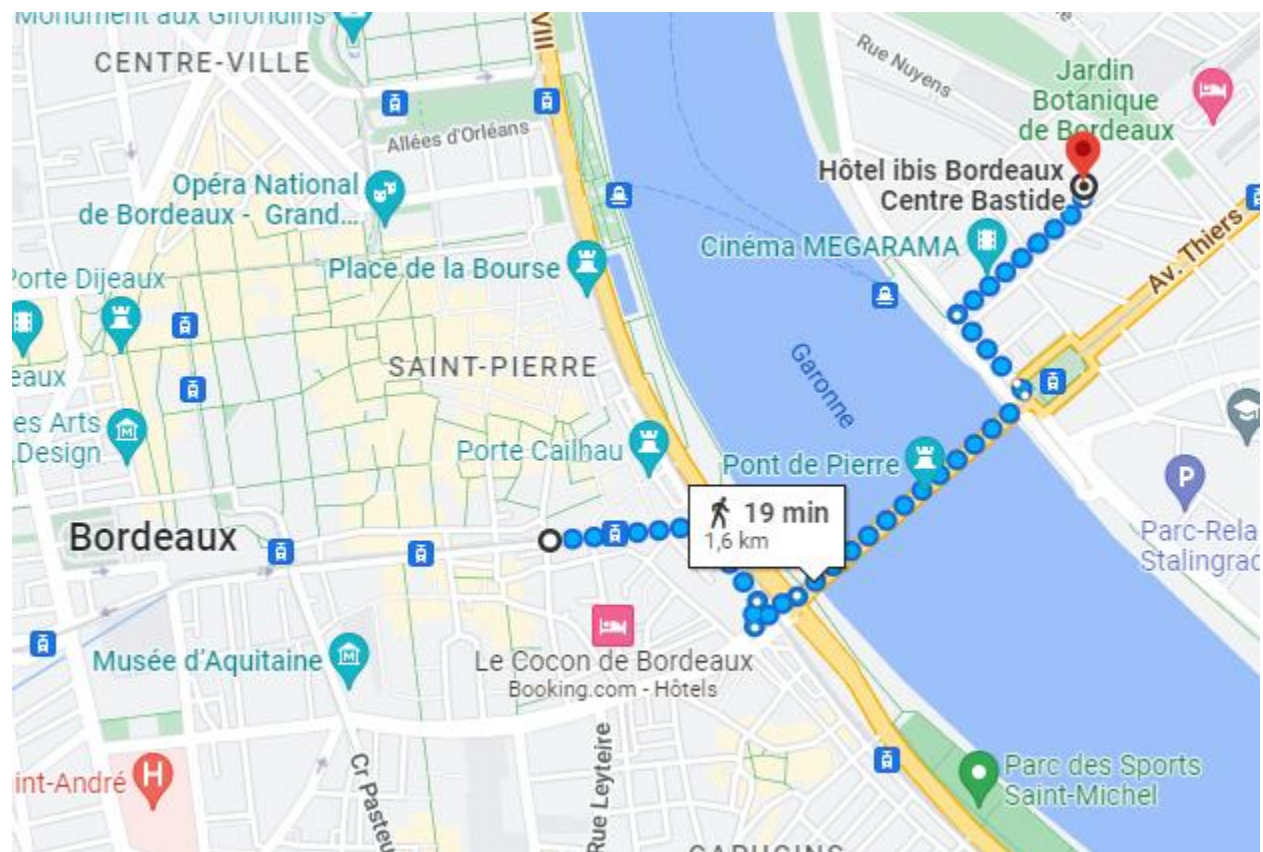 Monument aux Girondins
CENTRE-VILLE
VIII
Rue Nuyens
Jardin
Botanique
de Bordeaux
Allées d'Orléans
Hôtel ibis Bordeaux
Centre Bastide
Opéra National
de Bordeaux - Grand...
Cinéma MEGARAMA
Av. Thiers
Place de la Bourse
Porte Dijeaux
SAINT-PIERRE
Garonne
eaux
es Arts
Design
Porte Cailhau
Pont de Pierre
19 min
1,6 km
Bordeaux
P
Parc-Rela
Stalingrad
Musée d'Aquitaine
Le Cocon de Bordeaux
Booking.com - Hôtels
int-André
H
Cr Pasteu
Rue Leyteire
Parc des Sports
Saint-Michel
CAPUCINS